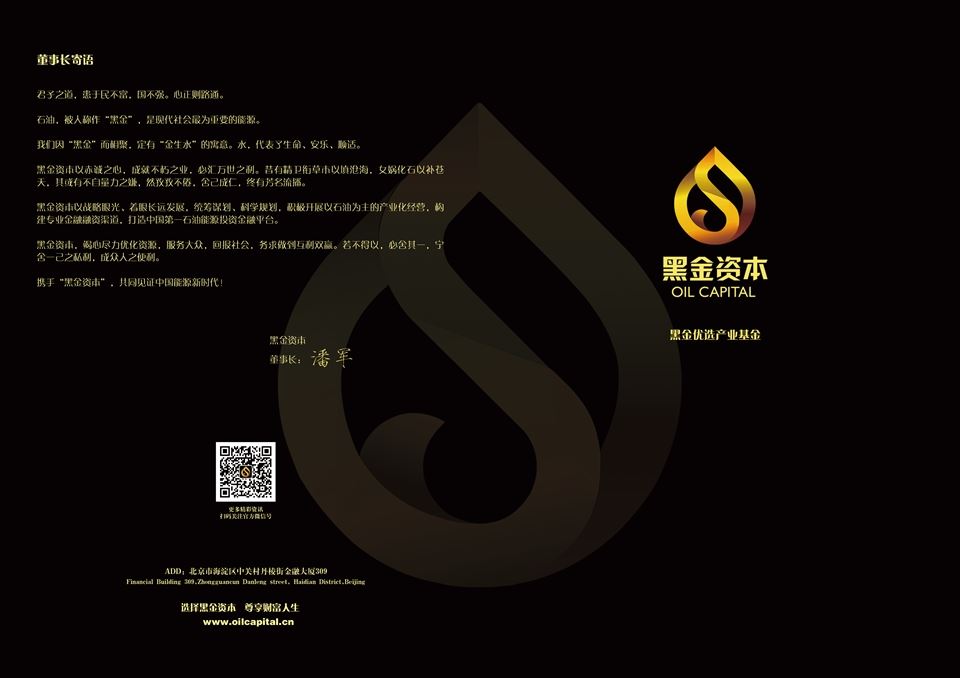 董事长寄语
君子之道，患于民不富，国不强。心正则路通。
石油，被人称作“黑金”，是现代社会最为重要的能源。
我们因“黑金”而相聚，定有“金生水”的寓意。水，代表了生命、安乐、顺适。
黑金资本以赤诚之心，成就不朽之业，必汇万世之利。昔有精卫衔草木以填沧海，女娲化石以补苍
天，其或有不自量力之嫌，然孜孜不倦，舍己成仁，终有芳名流播。
黑金资本以战略眼光、着眼长远发展，统筹谋划、科学规划，积极开展以石油为主的产业化经营，构
建专业金融融资渠道，打造中国第一石油能源投资金融平台。
黑金资本，竭心尽力优化资源，服务大众，回报社会，务求做到互利双赢。若不得以，必舍其一，宁
舍一己之私利，成众人之便利。
携手“黑金资本”，共同见证中国能源新时代！
黑金资本
董事长：潘军
更多精彩资讯
扫码关注官方微信号
ADD：北京市海淀区中关村丹棱街金融大厦309
Financial Building 309,Zhongguancun Danleng street, Haidian District,Beijing
选择黑金资本 尊享财富人生
www.oilcapital.cn
黑金资本
OIL CAPITAL
黑金优选产业基金